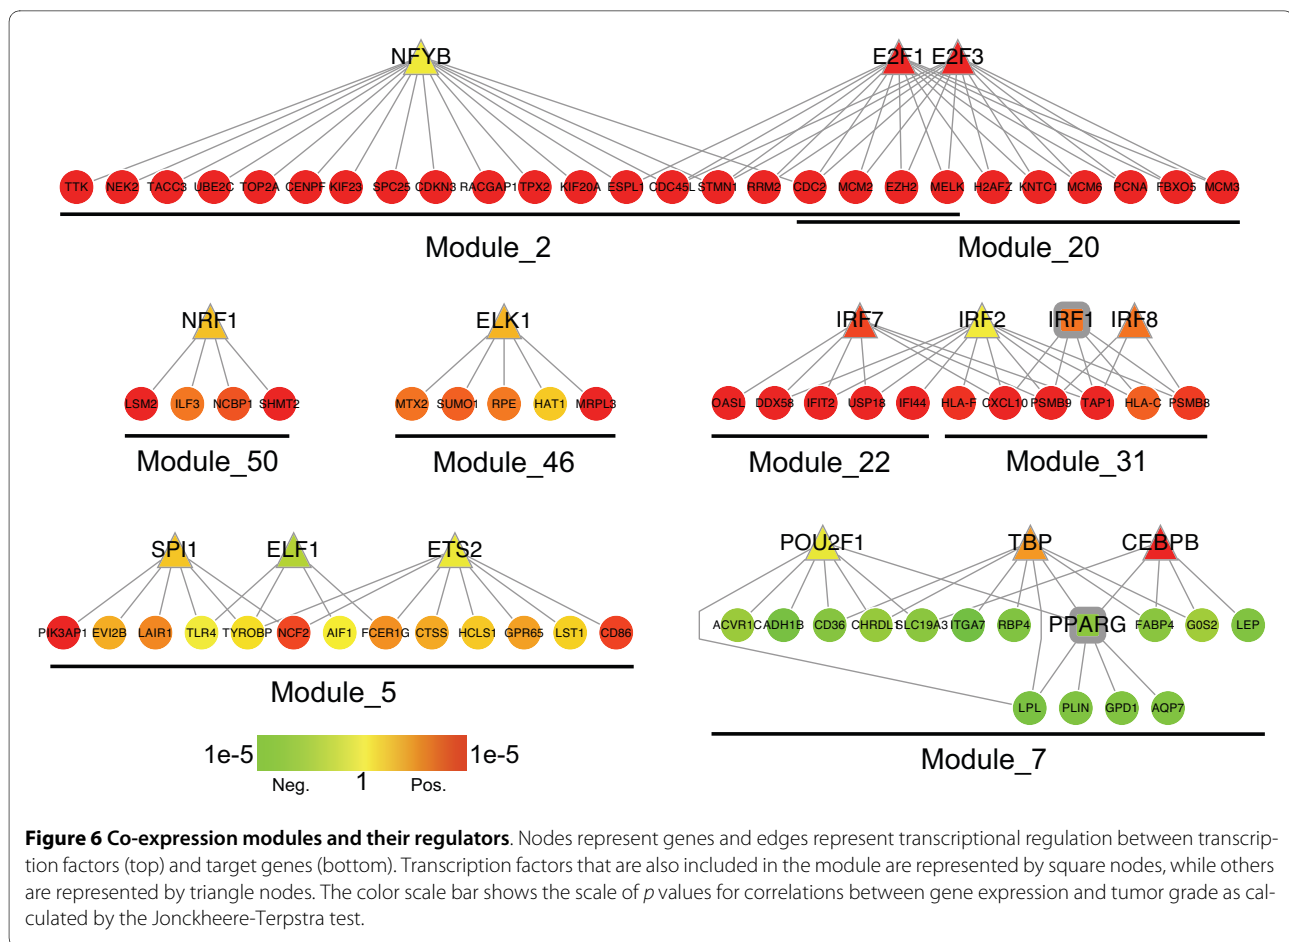 NFYB E2F1 E2F3
TTK NEK2 TACC3 UBE2C TOP2A CENPF KIF23 SPC25 CDKN3 RACGAP1 TPX2 KIF20A ESPL1 CDC45L STMN1 RRM2 CDC2 MCM2 EZH2 MELK H2AFZ KNTC1 MCM6 PCNA FBXO5 MCM3
Module_2 Module_20
NRF1 ELK1 IRF7 IRF2 IRF1 IRF8
LSM2 ILF3 NCBP1 SHMT2 MTX2 SUMO1 RPE HAT1 MRPL3 OASL DDX58 IFIT2 USP18 IFI44 HLA-F CXCL10 PSMB9 TAP1 HLA-C PSMB8
Module_50 Module_46 Module_22 Module_31
SPI1 ELF1 ETS2 POU2F1 TBP CEBPB
PIK3AP1 EVI2B LAIR1 TLR4 TYROBP NCF2 AIF1 FCER1G CTSS HCLS1 GPR65 LST1 CD86 ACVR1 CADH1B CD36 CHRDL1 SLC19A3 ITGA7 RBP4 PPARG FABP4 G0S2 LEP
Module_5
LPL PLIN GPD1 AQP7
Module_7
1e-5 1e-5
Neg. 1 Pos.
Figure 6 Co-expression modules and their regulators. Nodes represent genes and edges represent transcriptional regulation between transcrip-
tion factors (top) and target genes (bottom). Transcription factors that are also included in the module are represented by square nodes, while others
are represented by triangle nodes. The color scale bar shows the scale of p values for correlations between gene expression and tumor grade as cal-
culated by the Jonckheere-Terpstra test.